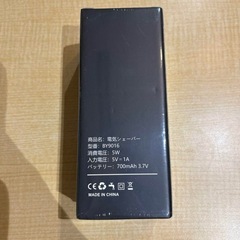 商品名：電気シェーバー
型番：BY9016
消費電圧：5W
入力電圧：5V－1A
バッテリー：700mAh 3.7V
MADE IN CHINA